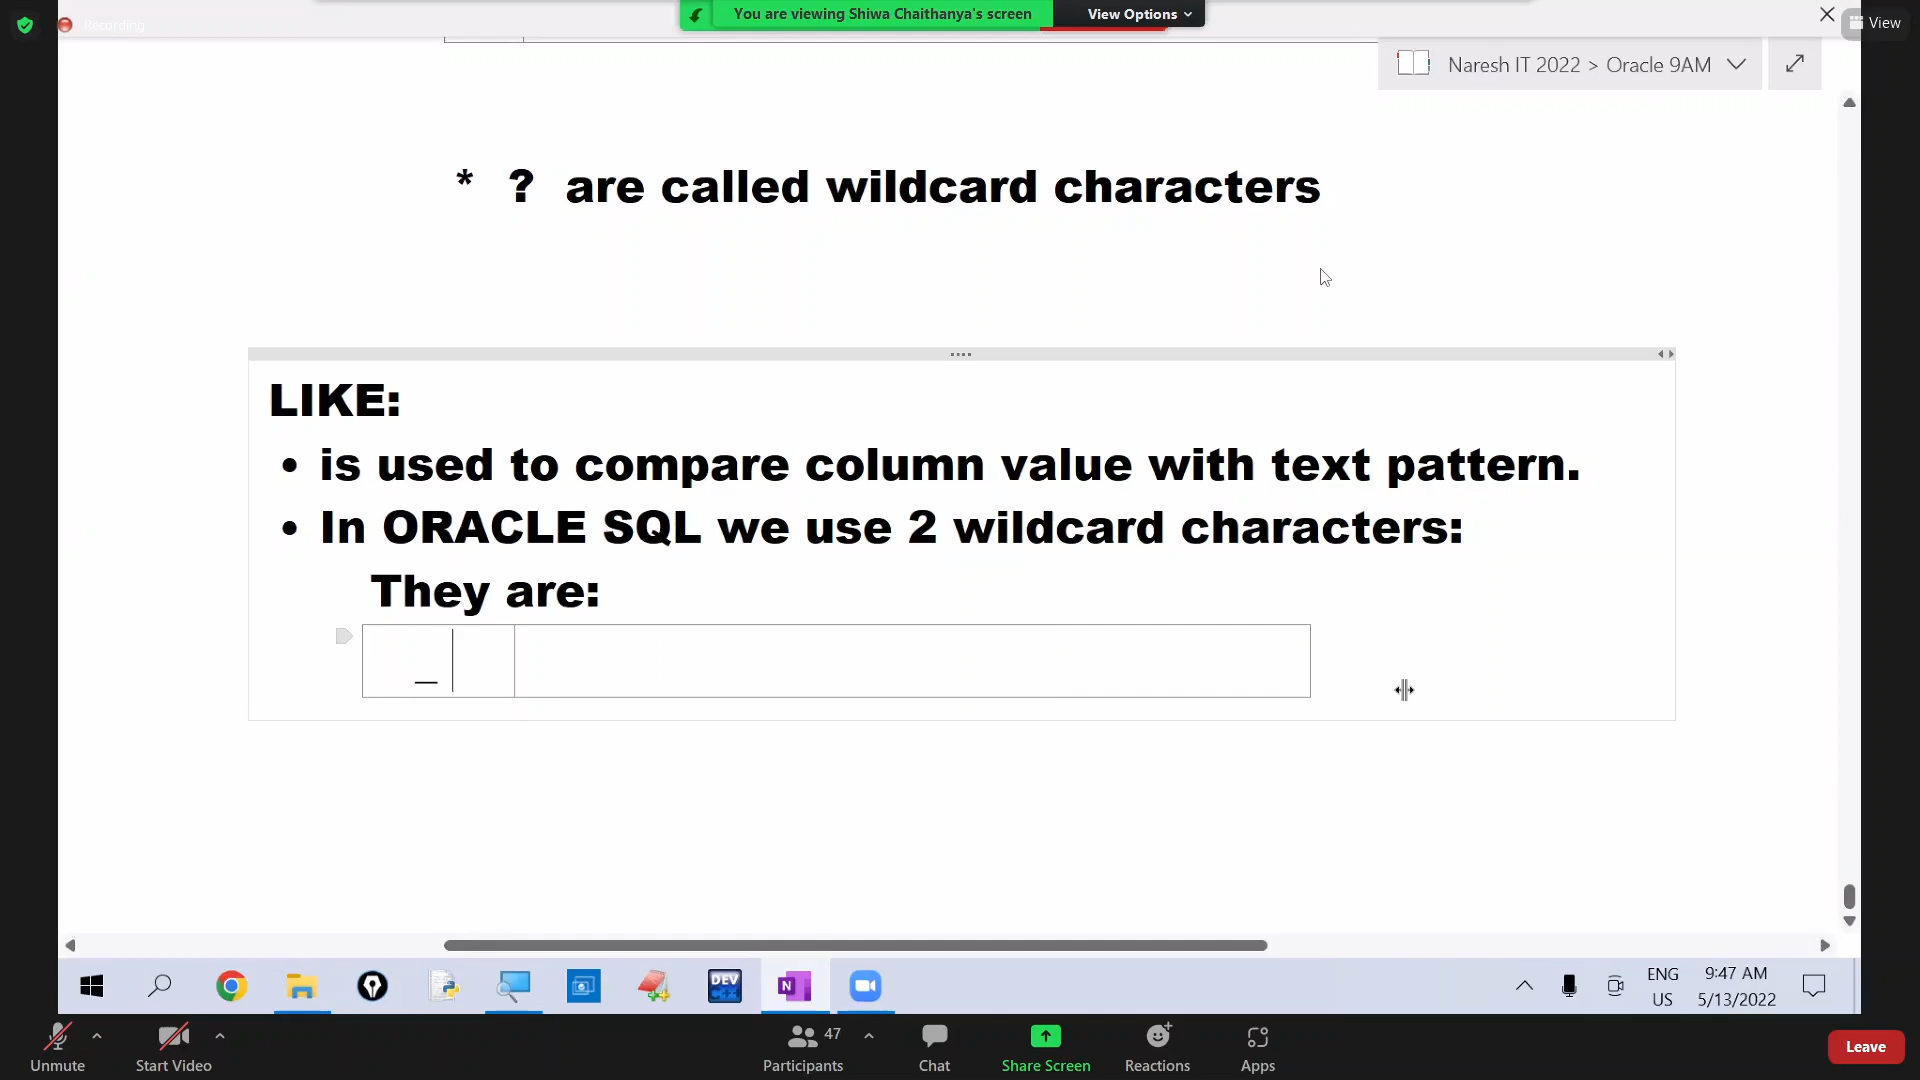 Recording
You are viewing Shiwa Chaithanya's screen
View Options
View
Naresh IT 2022 > Oracle 9AM
* ? are called wildcard characters
LIKE:
• is used to compare column value with text pattern.
• In ORACLE SQL we use 2 wildcard characters:
They are:
_
DEV
C++
N
ENG
US
9:47 AM
5/13/2022
Unmute
Start Video
47
Participants
Chat
Share Screen
Reactions
Apps
Leave